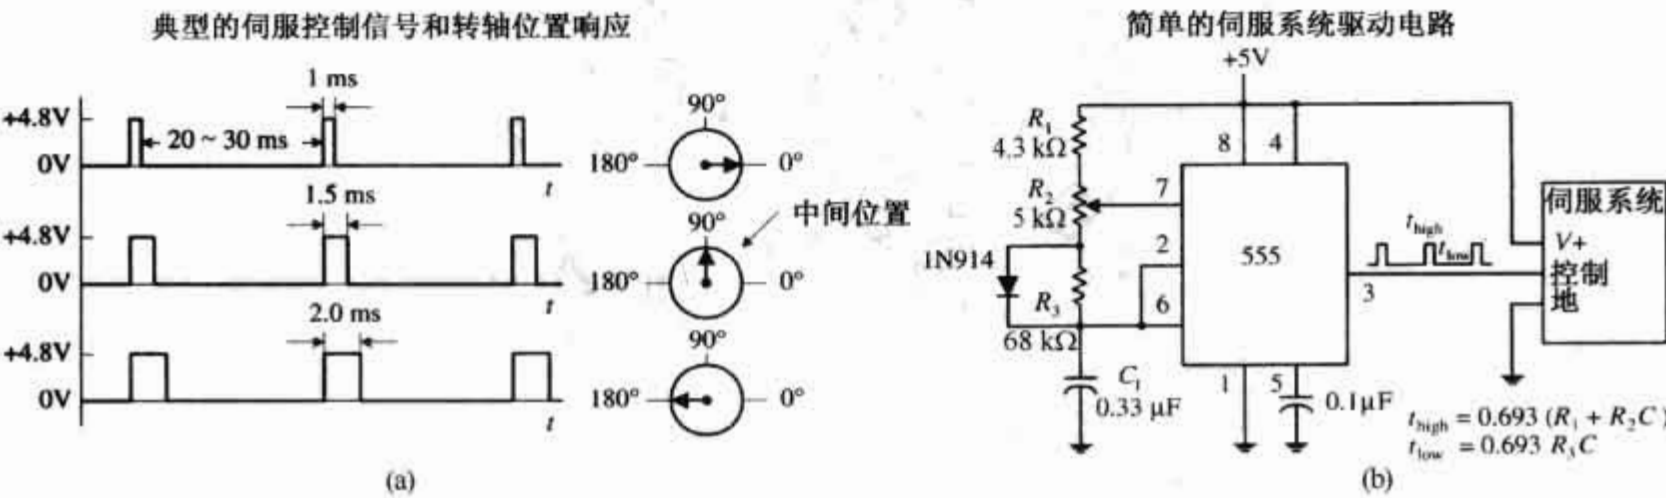 典型的伺服控制信号和转轴位置响应
1 ms
+4.8V
0V
20 ~ 30 ms
t
90°
180°
0°
1.5 ms
+4.8V
0V
t
90°
180°
0°
中间位置
2.0 ms
+4.8V
0V
t
90°
180°
0°
(a)
简单的伺服系统驱动电路
+5V
R₁
4.3 kΩ
R₂
5 kΩ
1N914
R₃
68 kΩ
C₁
0.33 μF
8
4
7
2
6
555
3
1
5
0.1μF
t_high
t_low
伺服系统
V+
控制
地
t_high = 0.693 (R₁ + R₂C)
t_low = 0.693 R₃C
(b)